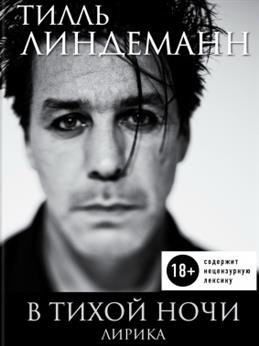 ТИЛЛЬ
ЛИНДЕМАНН
18+
содержит
нецензурную
лексику
В ТИХОЙ НОЧИ
ЛИРИКА